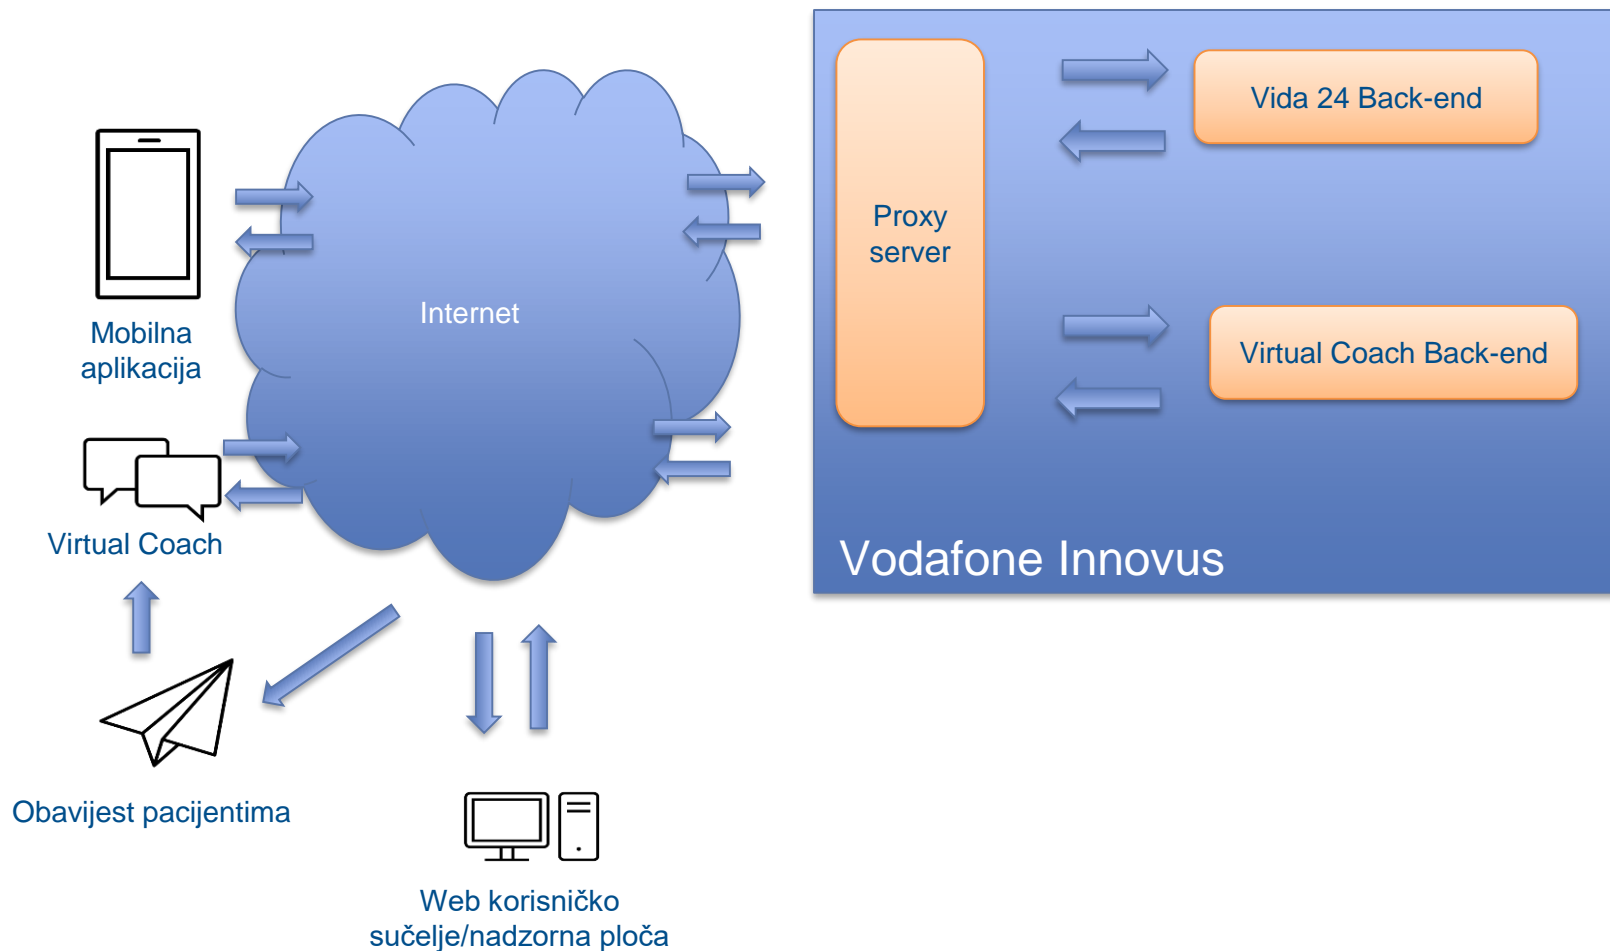 Mobilna
aplikacija
Virtual Coach
Obavijest pacijentima
Internet
Web korisničko
sučelje/nadzorna ploča
Proxy
server
Vida 24 Back-end
Virtual Coach Back-end
Vodafone Innovus